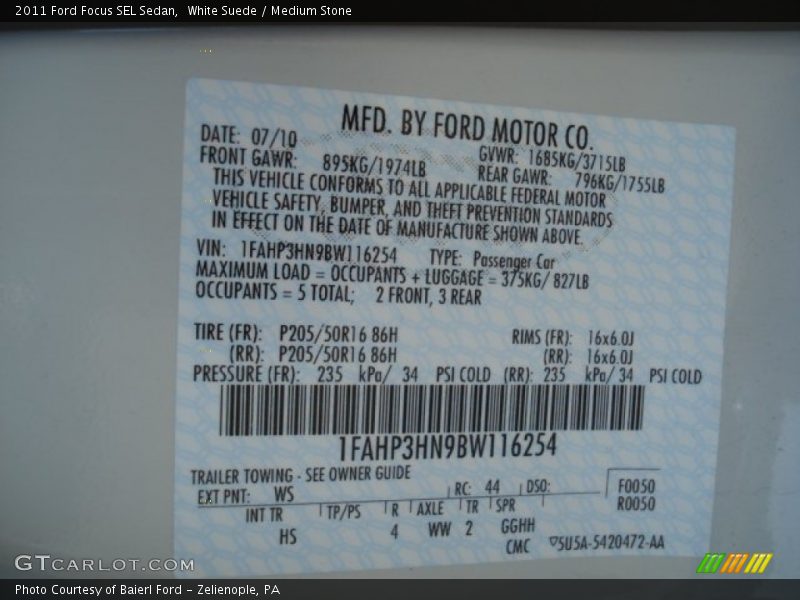 2011 Ford Focus SEL Sedan, White Suede / Medium Stone
MFD. BY FORD MOTOR CO.
DATE: 07/10 GVWR: 1685KG/3715LB
FRONT GAWR: 895KG/1974LB REAR GAWR: 796KG/1755LB
THIS VEHICLE CONFORMS TO ALL APPLICABLE FEDERAL MOTOR
VEHICLE SAFETY, BUMPER, AND THEFT PREVENTION STANDARDS
IN EFFECT ON THE DATE OF MANUFACTURE SHOWN ABOVE.
VIN: 1FAHP3HN9BW116254 TYPE: Passenger Car
MAXIMUM LOAD = OCCUPANTS + LUGGAGE = 375KG/ 827LB
OCCUPANTS = 5 TOTAL; 2 FRONT, 3 REAR
TIRE (FR): P205/50R16 86H RIMS (FR): 16x6.0J
(RR): P205/50R16 86H (RR): 16x6.0J
PRESSURE (FR): 235 kPa/ 34 PSI COLD (RR): 235 kPa/ 34 PSI COLD
1FAHP3HN9BW116254
TRAILER TOWING - SEE OWNER GUIDE
EXT PNT: WS RC: 44 DSO: F0050
R0050
INT TR TP/PS R AXLE TR SPR
HS 4 WW 2 GGHH
CMC 5U5A-5420472-AA
GTCARLOT.COM
Photo Courtesy of Baierl Ford - Zelienople, PA